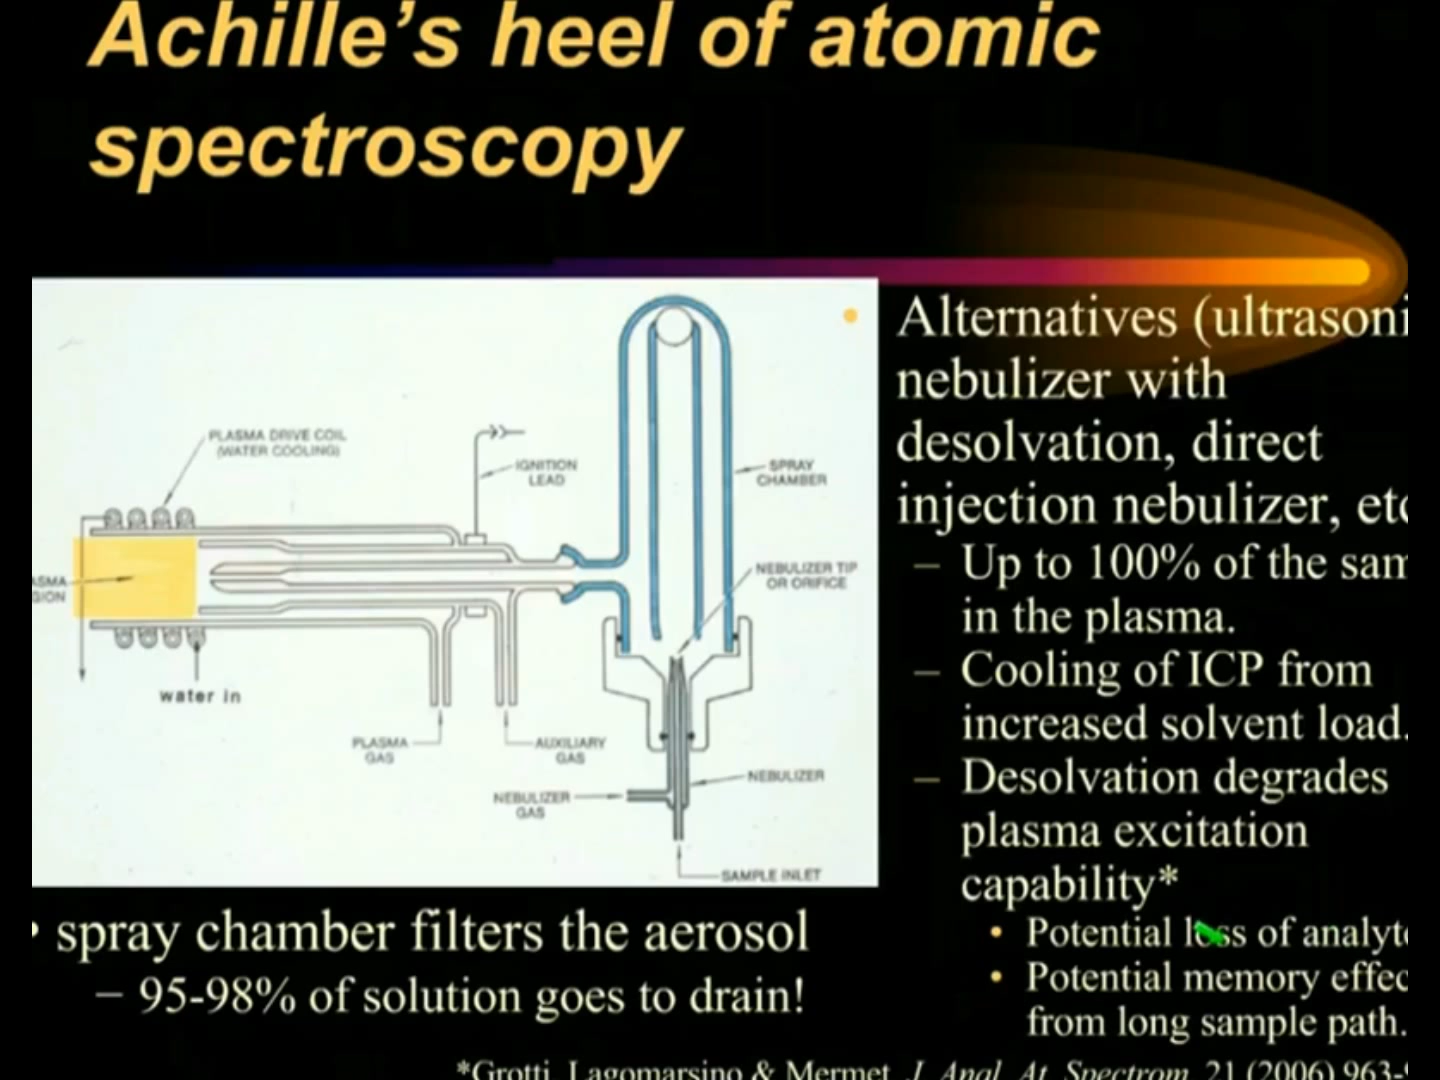 Achille's heel of atomic
spectroscopy
PLASMA DRIVE COIL
(WATER COOLING)
IGNITION
LEAD
SPRAY
CHAMBER
NEBULIZER TIP
OR ORIFICE
water in
PLASMA
GAS
AUXILIARY
GAS
NEBULIZER
NEBULIZER
GAS
SAMPLE INLET
• spray chamber filters the aerosol
– 95-98% of solution goes to drain!
• Alternatives (ultrasoni
nebulizer with
desolvation, direct
injection nebulizer, etc
– Up to 100% of the sam
in the plasma.
– Cooling of ICP from
increased solvent load.
– Desolvation degrades
plasma excitation
capability*
• Potential loss of analyte
• Potential memory effec
from long sample path.
*Grotti, Lagomarsino & Mermet, J. Anal. At. Spectrom. 21 (2006) 963-